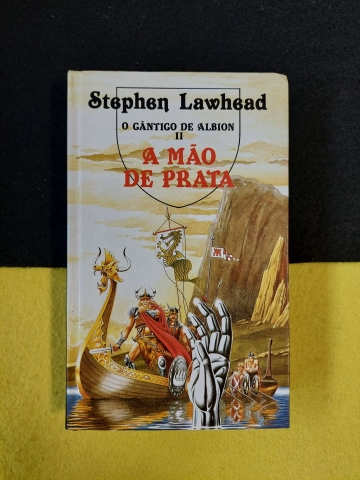 Stephen Lawhead
O CÂNTICO DE ALBION
II
A MÃO
DE PRATA